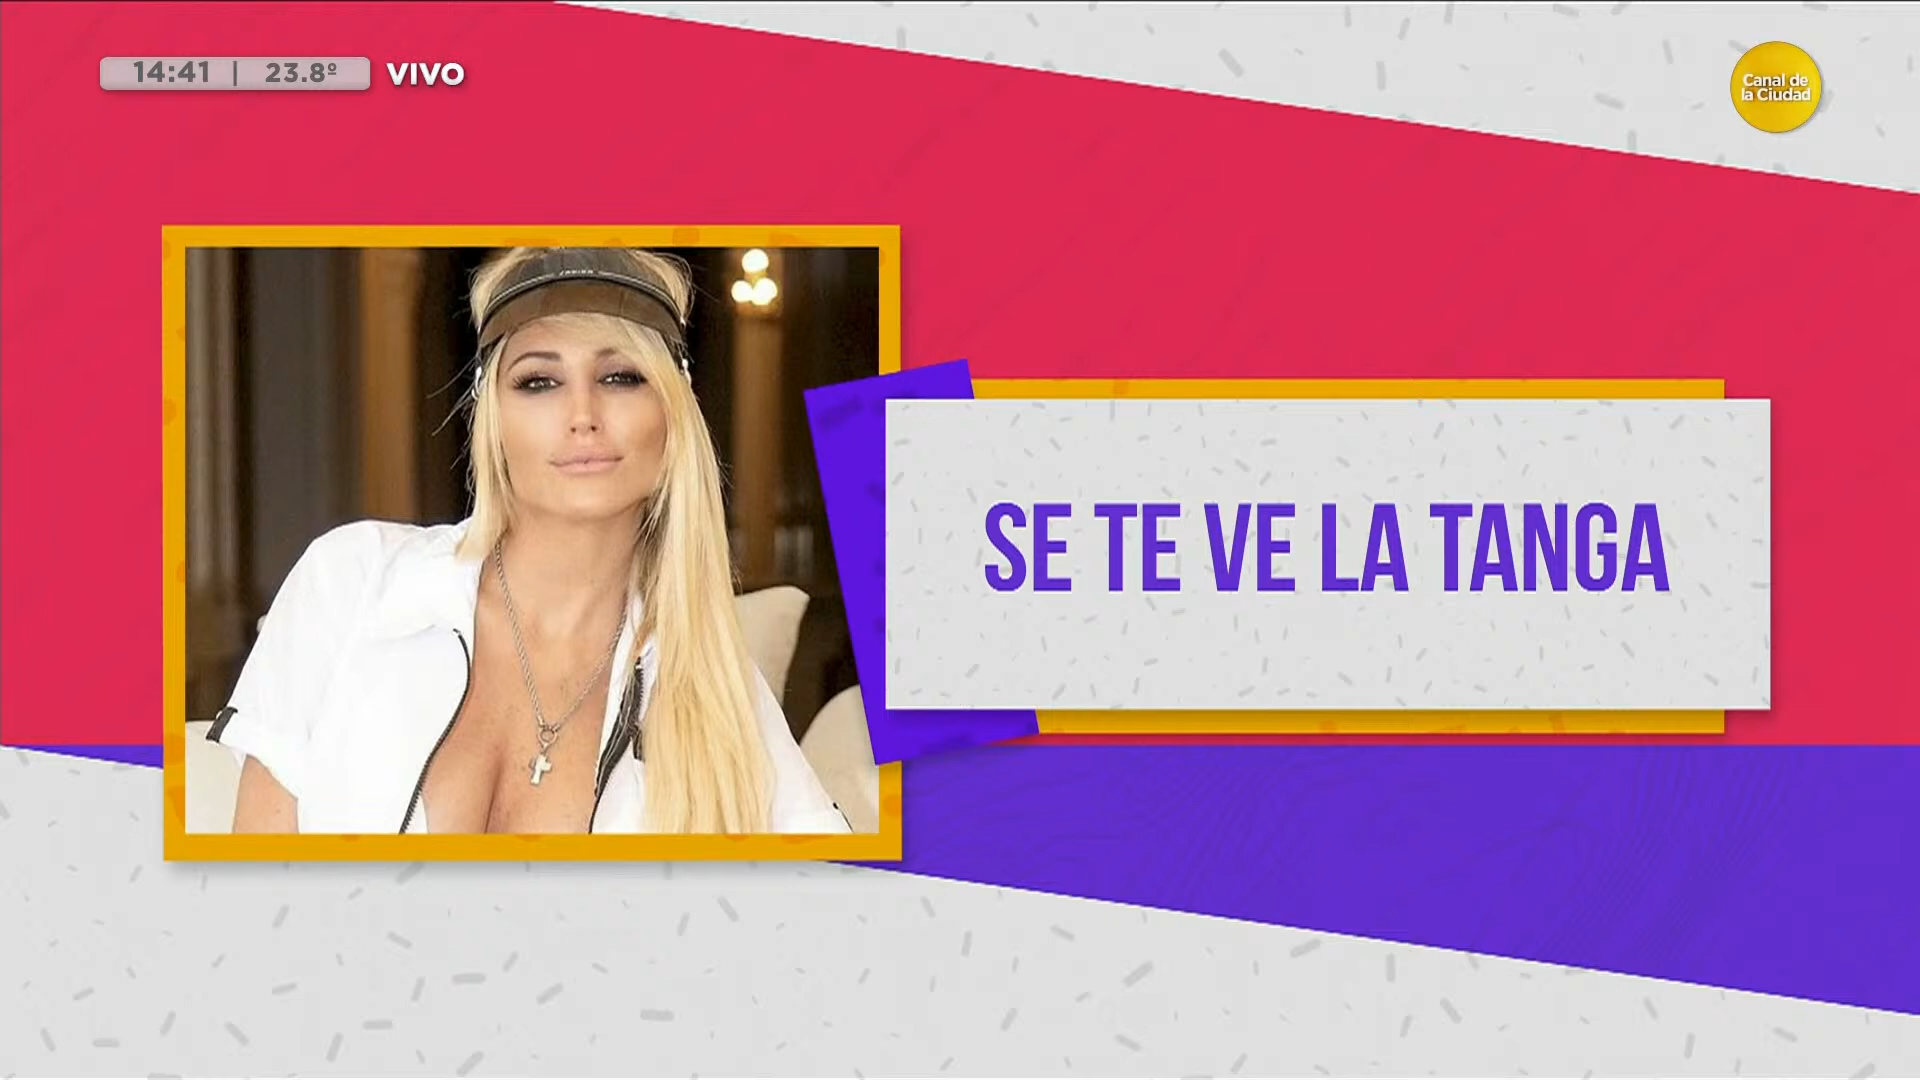 14:41 | 23.8º VIVO
Canal de
la Ciudad
SE TE VE LA TANGA